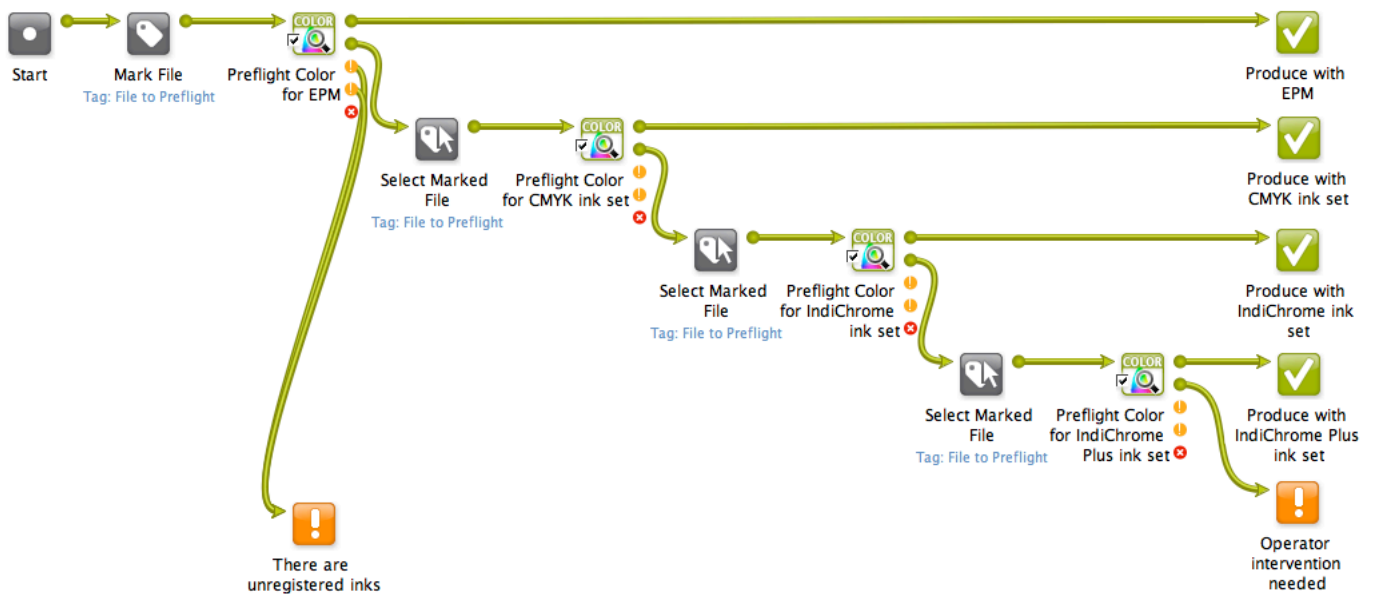 COLOR
Start
Mark File
Tag: File to Preflight
Preflight Color
for EPM
Produce with
EPM
COLOR
Select Marked
File
Tag: File to Preflight
Preflight Color
for CMYK ink set
Produce with
CMYK ink set
COLOR
Select Marked
File
Tag: File to Preflight
Preflight Color
for IndiChrome
ink set
Produce with
IndiChrome ink
set
COLOR
Select Marked
File
Tag: File to Preflight
Preflight Color
for IndiChrome
Plus ink set
Produce with
IndiChrome Plus
ink set
There are
unregistered inks
Operator
intervention
needed